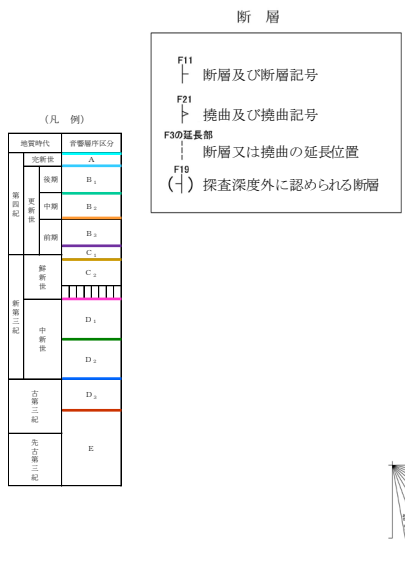 断 層
F11
断層及び断層記号
F21
撓曲及び撓曲記号
F3の延長部
断層又は撓曲の延長位置
F19
( ) 探査深度外に認められる断層
(凡 例)
地質時代 音響層序区分
第四紀
完新世 A
更新世
後期 B₁
中期 B₂
前期 B₃
C₁
新第三紀
鮮新世 C₂
中新世
D₁
D₂
古第三紀
D₃
先古第三紀
E